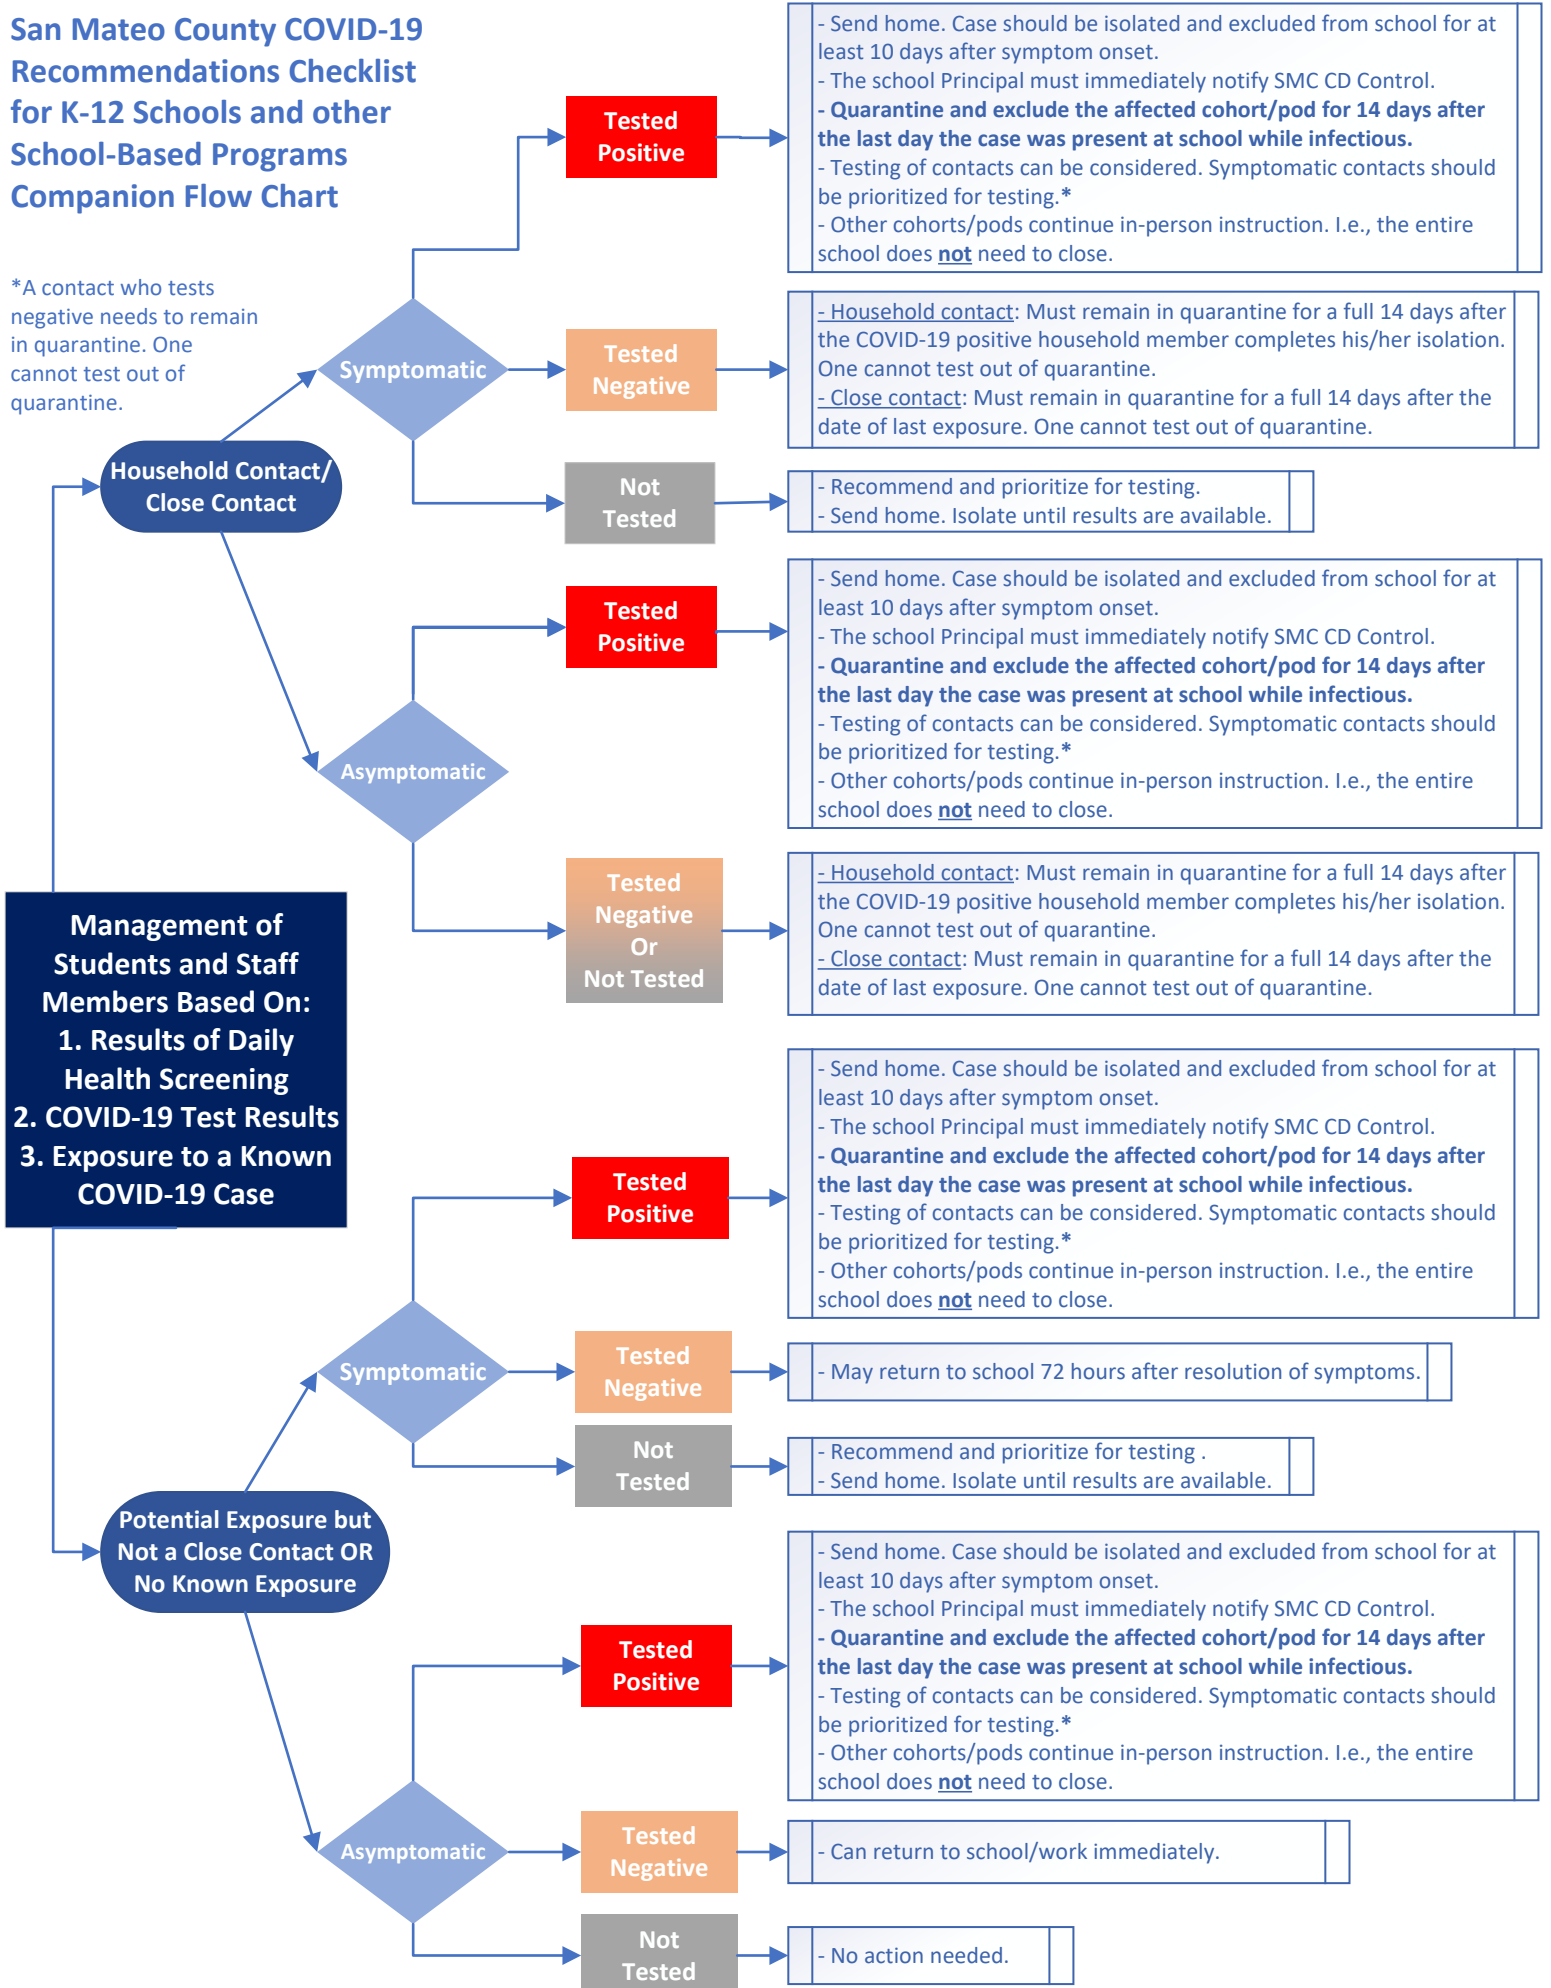 San Mateo County COVID-19
Recommendations Checklist
for K-12 Schools and other
School-Based Programs
Companion Flow Chart
*A contact who tests
negative needs to remain
in quarantine. One
cannot test out of
quarantine.
Management of
Students and Staff
Members Based On:
1. Results of Daily
Health Screening
2. COVID-19 Test Results
3. Exposure to a Known
COVID-19 Case
Household Contact/
Close Contact
Symptomatic
Tested
Positive
- Send home. Case should be isolated and excluded from school for at
least 10 days after symptom onset.
- The school Principal must immediately notify SMC CD Control.
- Quarantine and exclude the affected cohort/pod for 14 days after
the last day the case was present at school while infectious.
- Testing of contacts can be considered. Symptomatic contacts should
be prioritized for testing.*
- Other cohorts/pods continue in-person instruction. I.e., the entire
school does not need to close.
Tested
Negative
- Household contact: Must remain in quarantine for a full 14 days after
the COVID-19 positive household member completes his/her isolation.
One cannot test out of quarantine.
- Close contact: Must remain in quarantine for a full 14 days after the
date of last exposure. One cannot test out of quarantine.
Not
Tested
- Recommend and prioritize for testing.
- Send home. Isolate until results are available.
Asymptomatic
Tested
Positive
- Send home. Case should be isolated and excluded from school for at
least 10 days after symptom onset.
- The school Principal must immediately notify SMC CD Control.
- Quarantine and exclude the affected cohort/pod for 14 days after
the last day the case was present at school while infectious.
- Testing of contacts can be considered. Symptomatic contacts should
be prioritized for testing.*
- Other cohorts/pods continue in-person instruction. I.e., the entire
school does not need to close.
Tested
Negative
Or
Not Tested
- Household contact: Must remain in quarantine for a full 14 days after
the COVID-19 positive household member completes his/her isolation.
One cannot test out of quarantine.
- Close contact: Must remain in quarantine for a full 14 days after the
date of last exposure. One cannot test out of quarantine.
Potential Exposure but
Not a Close Contact OR
No Known Exposure
Symptomatic
Tested
Positive
- Send home. Case should be isolated and excluded from school for at
least 10 days after symptom onset.
- The school Principal must immediately notify SMC CD Control.
- Quarantine and exclude the affected cohort/pod for 14 days after
the last day the case was present at school while infectious.
- Testing of contacts can be considered. Symptomatic contacts should
be prioritized for testing.*
- Other cohorts/pods continue in-person instruction. I.e., the entire
school does not need to close.
Tested
Negative
- May return to school 72 hours after resolution of symptoms.
Not
Tested
- Recommend and prioritize for testing .
- Send home. Isolate until results are available.
Asymptomatic
Tested
Positive
- Send home. Case should be isolated and excluded from school for at
least 10 days after symptom onset.
- The school Principal must immediately notify SMC CD Control.
- Quarantine and exclude the affected cohort/pod for 14 days after
the last day the case was present at school while infectious.
- Testing of contacts can be considered. Symptomatic contacts should
be prioritized for testing.*
- Other cohorts/pods continue in-person instruction. I.e., the entire
school does not need to close.
Tested
Negative
- Can return to school/work immediately.
Not
Tested
- No action needed.